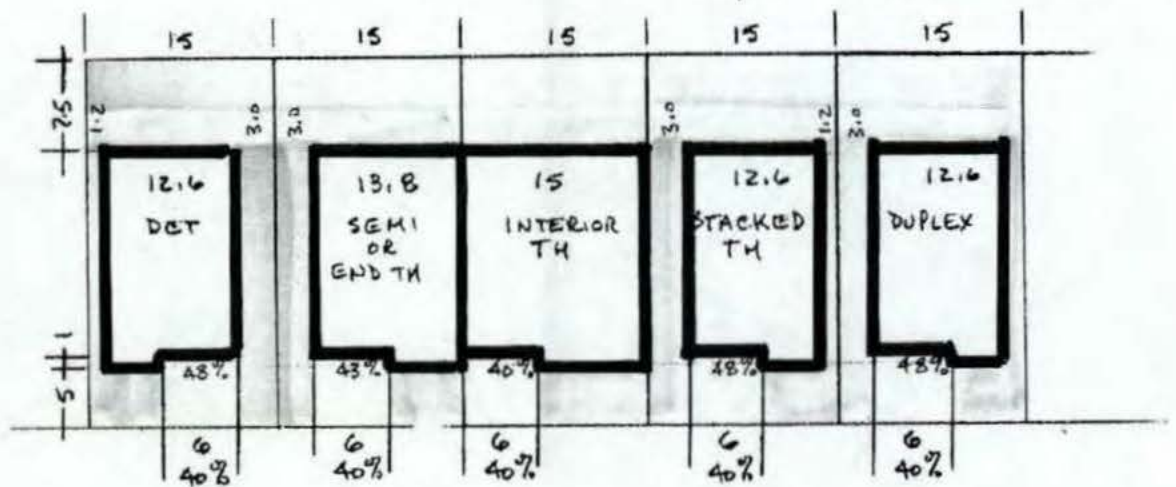 15 15 15 15 15
2.5
1.2 3.0 3.0 3.0 1.2 3.0
12.6 13.8 15 12.6 12.6
DET
SEMI
OR
END TH
INTERIOR
TH
STACKED
TH
DUPLEX
1
48% 43% 40% 48% 48%
5
6 6 6 6 6
40% 40% 40% 40% 40%